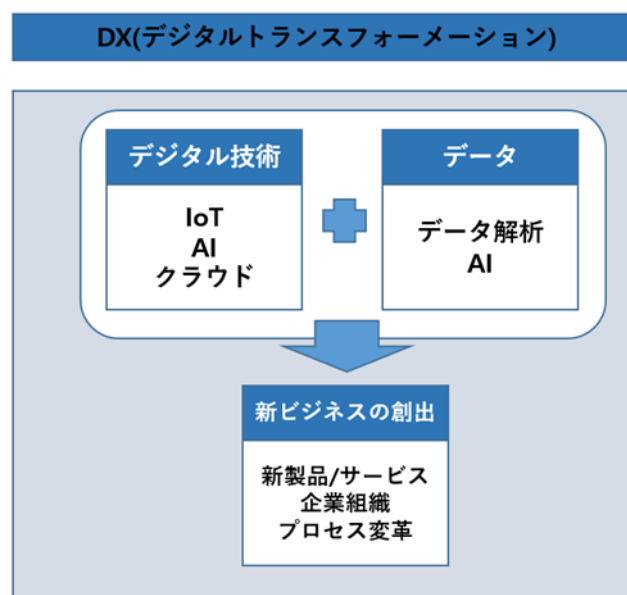 DX(デジタルトランスフォーメーション)
デジタル技術
IoT
AI
クラウド
データ
データ解析
AI
新ビジネスの創出
新製品/サービス
企業組織
プロセス変革